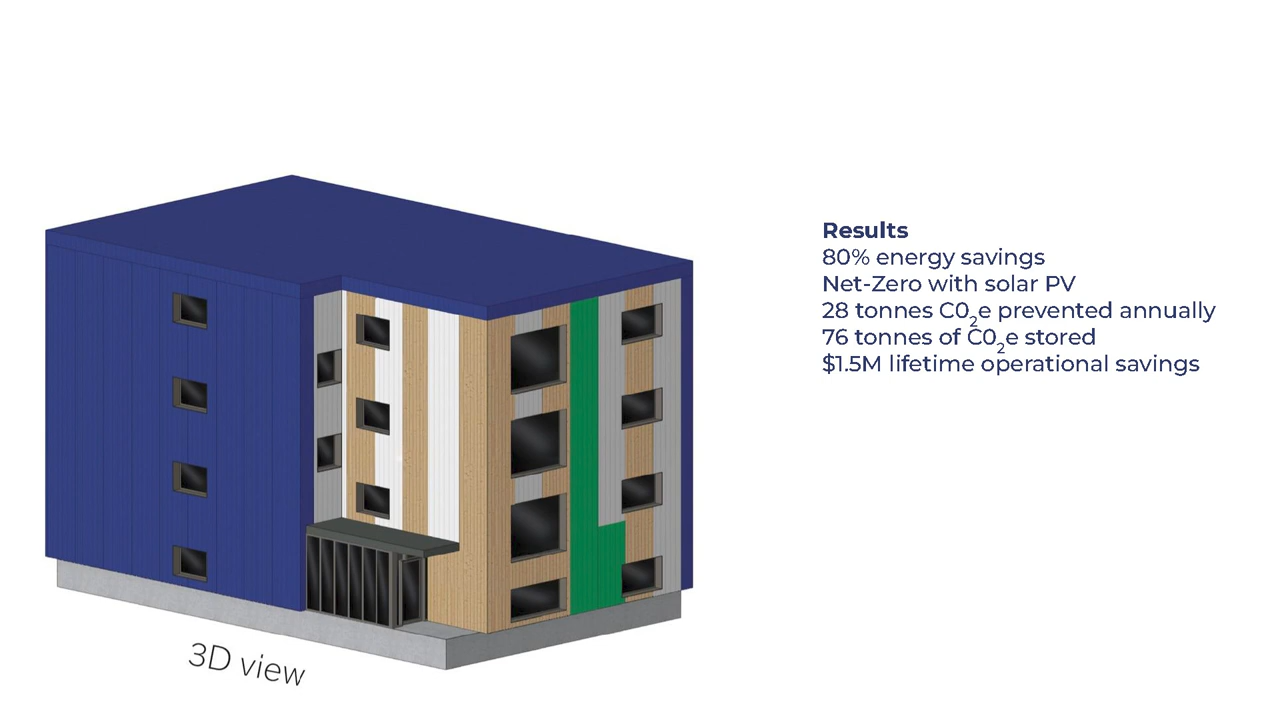 Results
80% energy savings
Net-Zero with solar PV
28 tonnes C0₂e prevented annually
76 tonnes of C0₂e stored
$1.5M lifetime operational savings
3D view